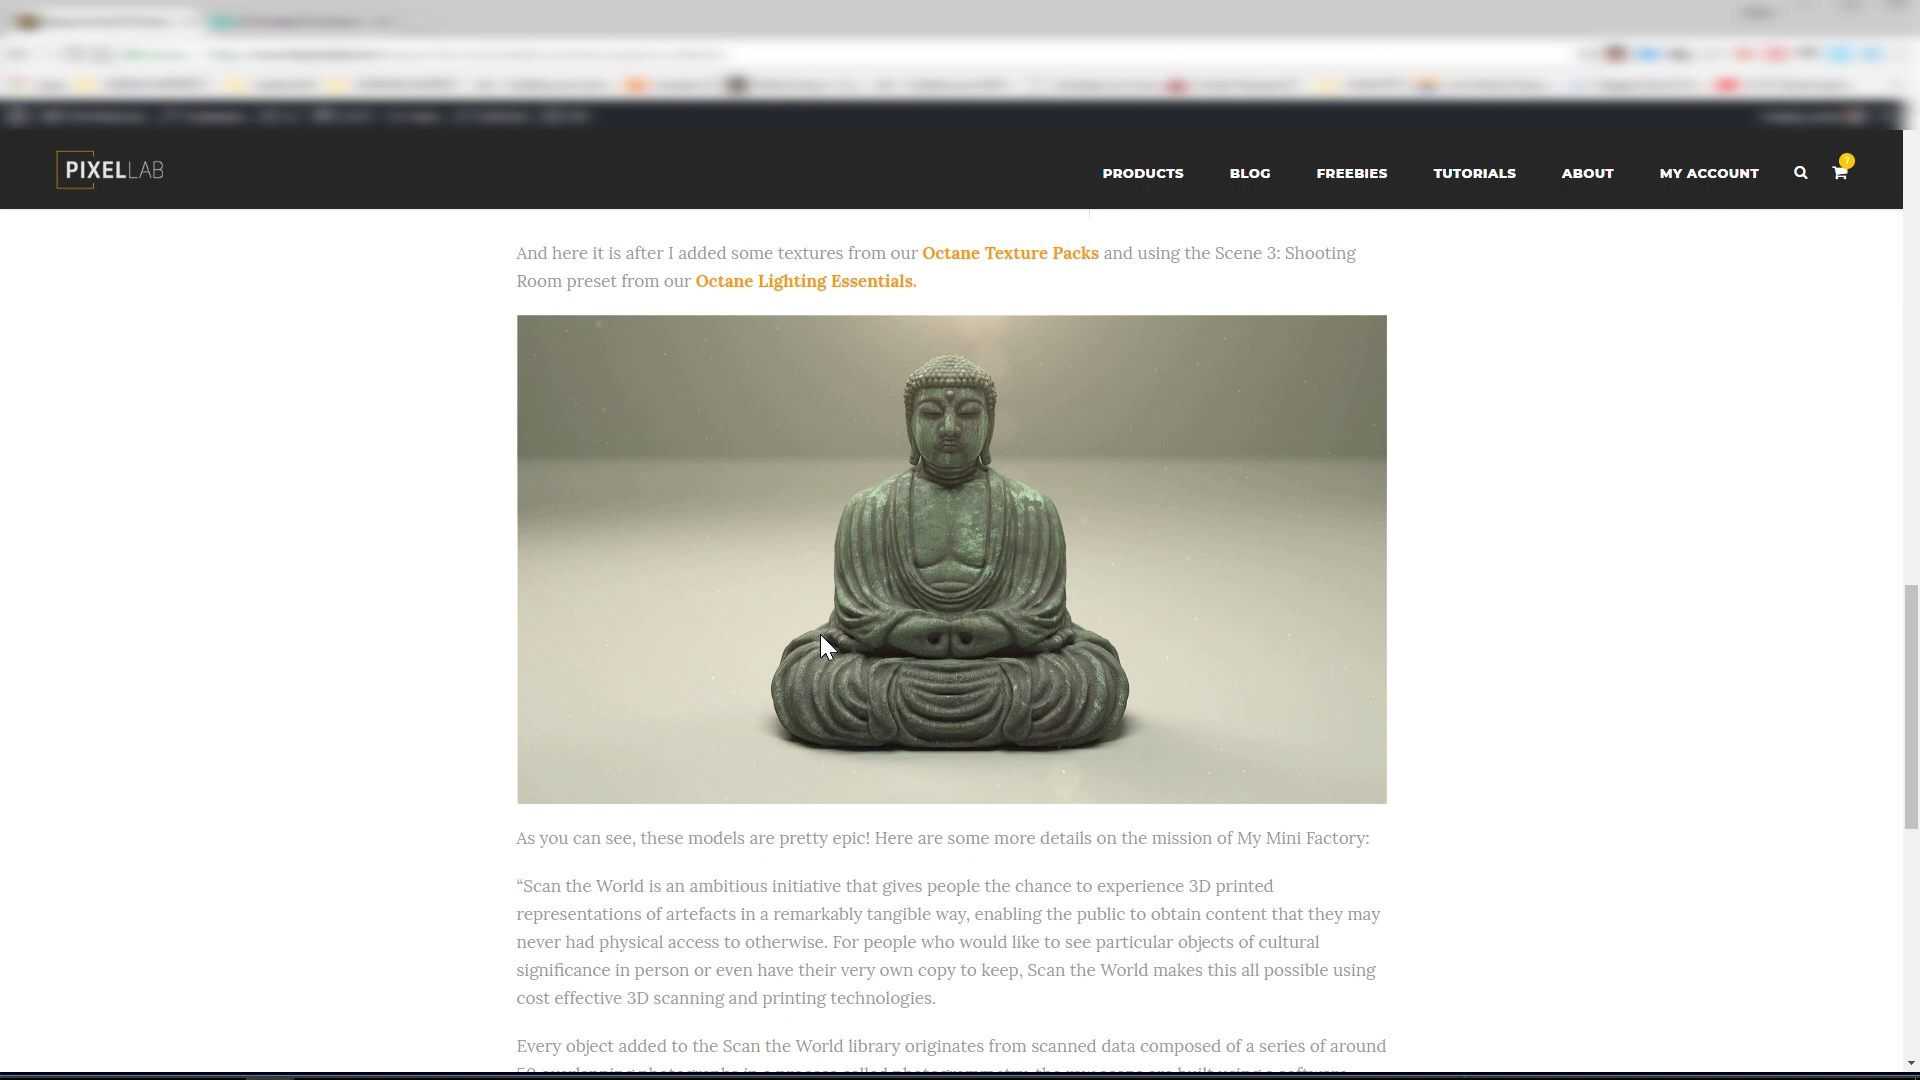 PIXELLAB
PRODUCTS BLOG FREEBIES TUTORIALS ABOUT MY ACCOUNT 7
And here it is after I added some textures from our Octane Texture Packs and using the Scene 3: Shooting
Room preset from our Octane Lighting Essentials.
As you can see, these models are pretty epic! Here are some more details on the mission of My Mini Factory:
“Scan the World is an ambitious initiative that gives people the chance to experience 3D printed
representations of artefacts in a remarkably tangible way, enabling the public to obtain content that they may
never had physical access to otherwise. For people who would like to see particular objects of cultural
significance in person or even have their very own copy to keep, Scan the World makes this all possible using
cost effective 3D scanning and printing technologies.
Every object added to the Scan the World library originates from scanned data composed of a series of around